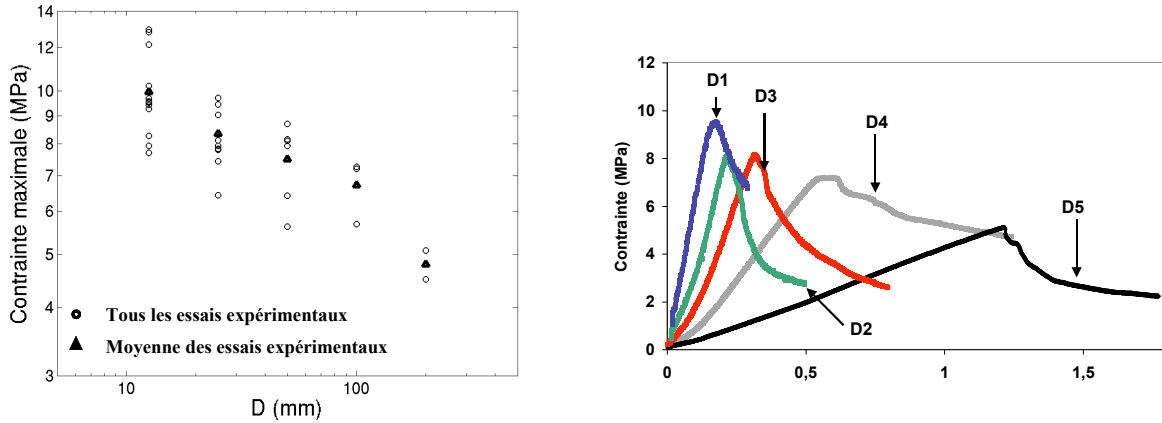 14
12
10
9
8
7
6
5
4
3
Contrainte maximale (MPa)
Tous les essais expérimentaux
Moyenne des essais expérimentaux
10
100
D (mm)
12
10
8
6
4
2
0
Contrainte (MPa)
D1
D3
D4
D5
D2
0
0,5
1
1,5